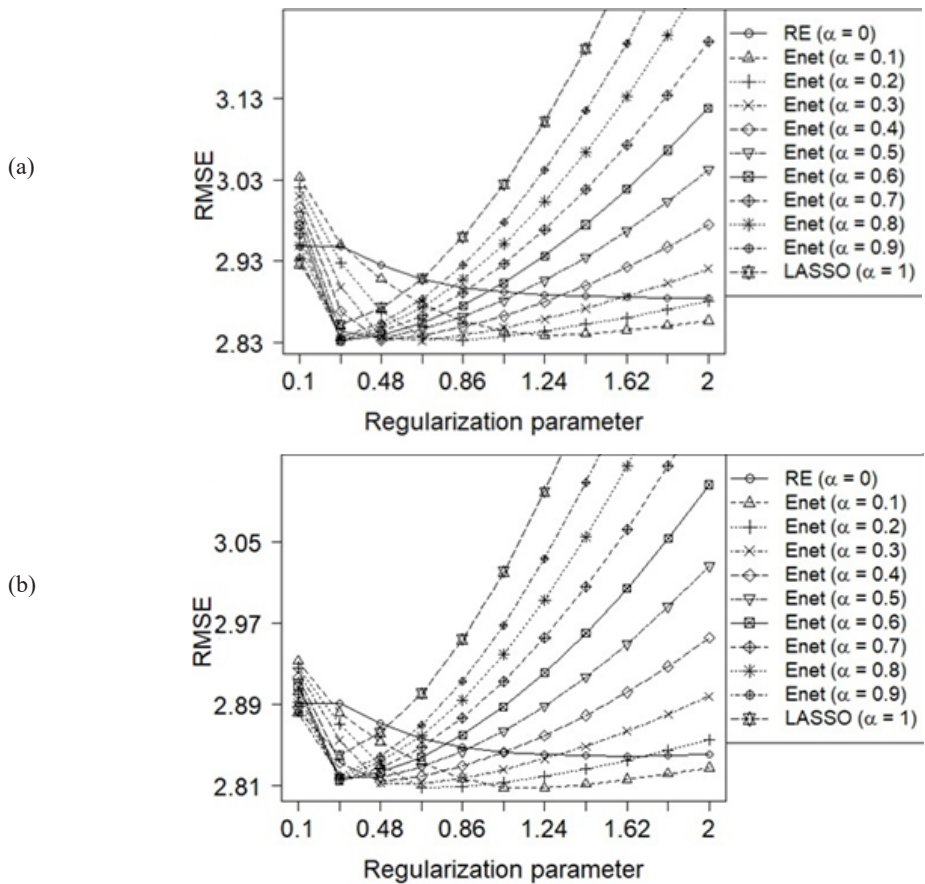 (a)
RMSE
3.13
3.03
2.93
2.83
0.1 0.48 0.86 1.24 1.62 2
Regularization parameter
RE (α = 0)
Enet (α = 0.1)
Enet (α = 0.2)
Enet (α = 0.3)
Enet (α = 0.4)
Enet (α = 0.5)
Enet (α = 0.6)
Enet (α = 0.7)
Enet (α = 0.8)
Enet (α = 0.9)
LASSO (α = 1)
(b)
RMSE
3.05
2.97
2.89
2.81
0.1 0.48 0.86 1.24 1.62 2
Regularization parameter
RE (α = 0)
Enet (α = 0.1)
Enet (α = 0.2)
Enet (α = 0.3)
Enet (α = 0.4)
Enet (α = 0.5)
Enet (α = 0.6)
Enet (α = 0.7)
Enet (α = 0.8)
Enet (α = 0.9)
LASSO (α = 1)